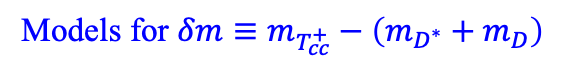 Models for δm ≡ m_{T_{cc}^+} − (m_{D*} + m_D)